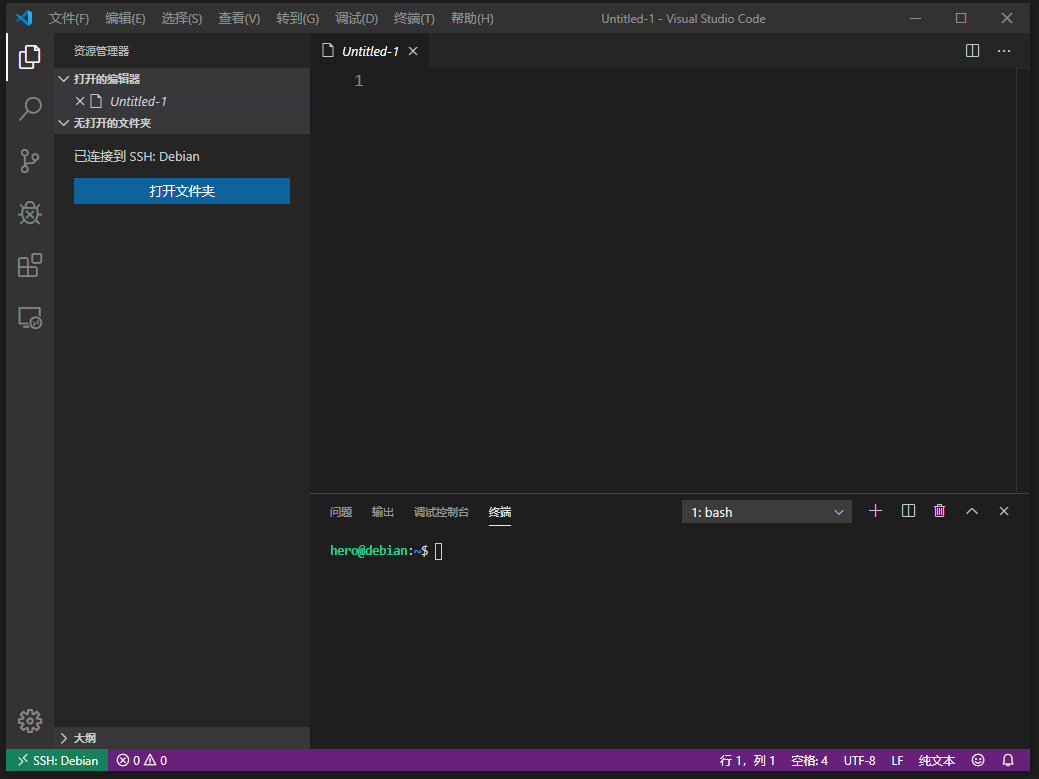 文件(F) 编辑(E) 选择(S) 查看(V) 转到(G) 调试(D) 终端(T) 帮助(H) Untitled-1 - Visual Studio Code
资源管理器
Untitled-1
打开的编辑器
Untitled-1
无打开的文件夹
已连接到 SSH: Debian
打开文件夹
大纲
1
问题 输出 调试控制台 终端 1: bash
hero@debian:~$
SSH: Debian 0 0 行 1，列 1 空格: 4 UTF-8 LF 纯文本